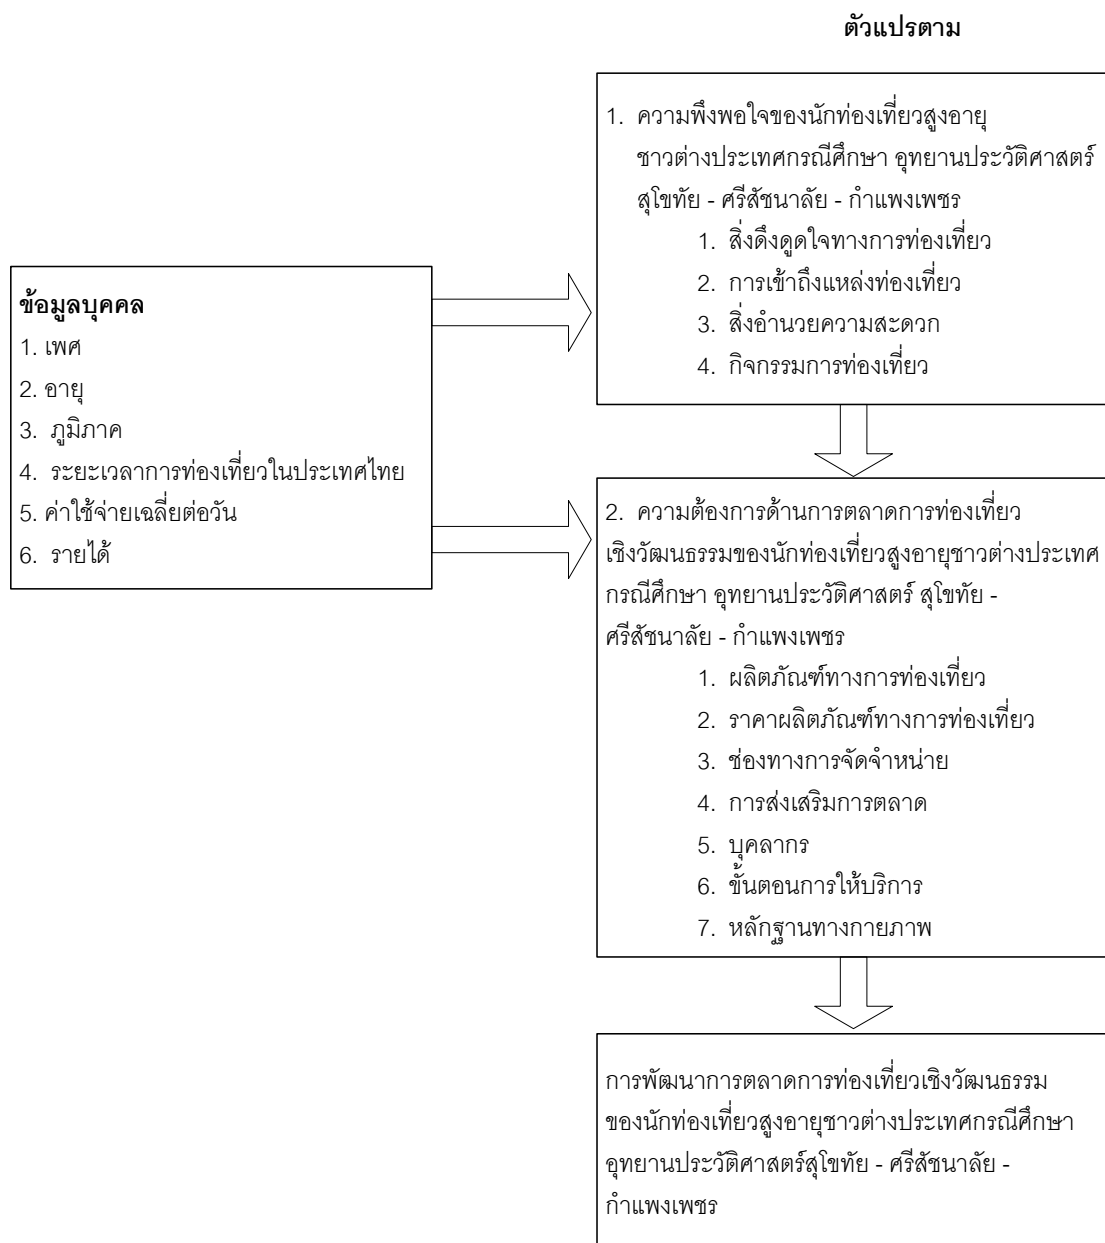 ตัวแปรตาม
1. ความพึงพอใจของนักท่องเที่ยวสูงอายุ
ชาวต่างประเทศกรณีศึกษา อุทยานประวัติศาสตร์
สุโขทัย - ศรีสัชนาลัย - กำแพงเพชร
1. สิ่งดึงดูดใจทางการท่องเที่ยว
2. การเข้าถึงแหล่งท่องเที่ยว
3. สิ่งอำนวยความสะดวก
4. กิจกรรมการท่องเที่ยว
ข้อมูลบุคคล
1. เพศ
2. อายุ
3. ภูมิภาค
4. ระยะเวลาการท่องเที่ยวในประเทศไทย
5. ค่าใช้จ่ายเฉลี่ยต่อวัน
6. รายได้
2. ความต้องการด้านการตลาดการท่องเที่ยว
เชิงวัฒนธรรมของนักท่องเที่ยวสูงอายุชาวต่างประเทศ
กรณีศึกษา อุทยานประวัติศาสตร์ สุโขทัย -
ศรีสัชนาลัย - กำแพงเพชร
1. ผลิตภัณฑ์ทางการท่องเที่ยว
2. ราคาผลิตภัณฑ์ทางการท่องเที่ยว
3. ช่องทางการจัดจำหน่าย
4. การส่งเสริมการตลาด
5. บุคลากร
6. ขั้นตอนการให้บริการ
7. หลักฐานทางกายภาพ
การพัฒนาการตลาดการท่องเที่ยวเชิงวัฒนธรรม
ของนักท่องเที่ยวสูงอายุชาวต่างประเทศกรณีศึกษา
อุทยานประวัติศาสตร์สุโขทัย - ศรีสัชนาลัย -
กำแพงเพชร